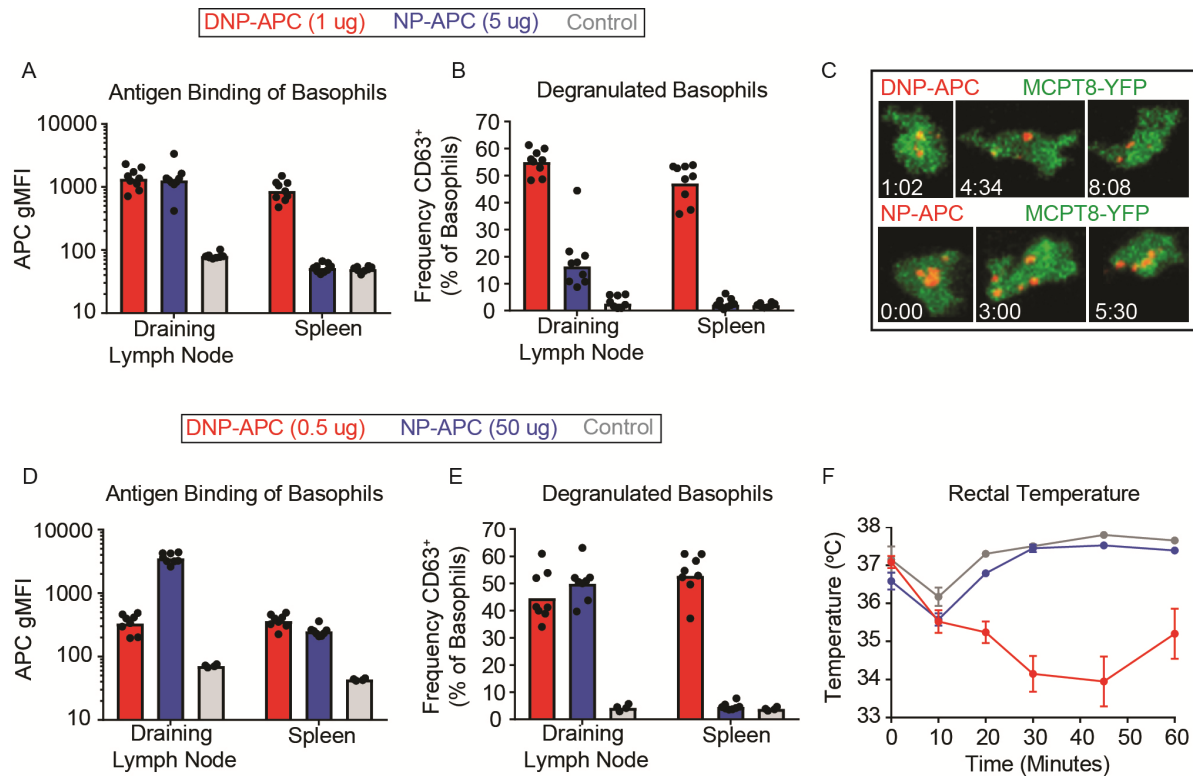 DNP-APC (1 ug) NP-APC (5 ug) Control
A
Antigen Binding of Basophils
APC gMFI
10000
1000
100
10
Draining
Lymph Node
Spleen
B
Degranulated Basophils
Frequency CD63+
(% of Basophils)
70
60
50
40
30
20
10
0
Draining
Lymph Node
Spleen
C
DNP-APC MCPT8-YFP
1:02 4:34 8:08
NP-APC MCPT8-YFP
0:00 3:00 5:30
DNP-APC (0.5 ug) NP-APC (50 ug) Control
D
Antigen Binding of Basophils
APC gMFI
10000
1000
100
10
Draining
Lymph Node
Spleen
E
Degranulated Basophils
Frequency CD63+
(% of Basophils)
70
60
50
40
30
20
10
0
Draining
Lymph Node
Spleen
F
Rectal Temperature
Temperature (ºC)
38
37
36
35
34
33
0 10 20 30 40 50 60
Time (Minutes)